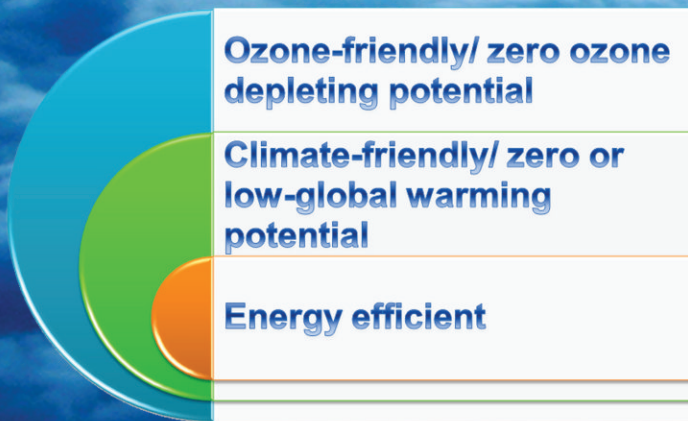 Ozone-friendly/ zero ozone
depleting potential
Climate-friendly/ zero or
low-global warming
potential
Energy efficient